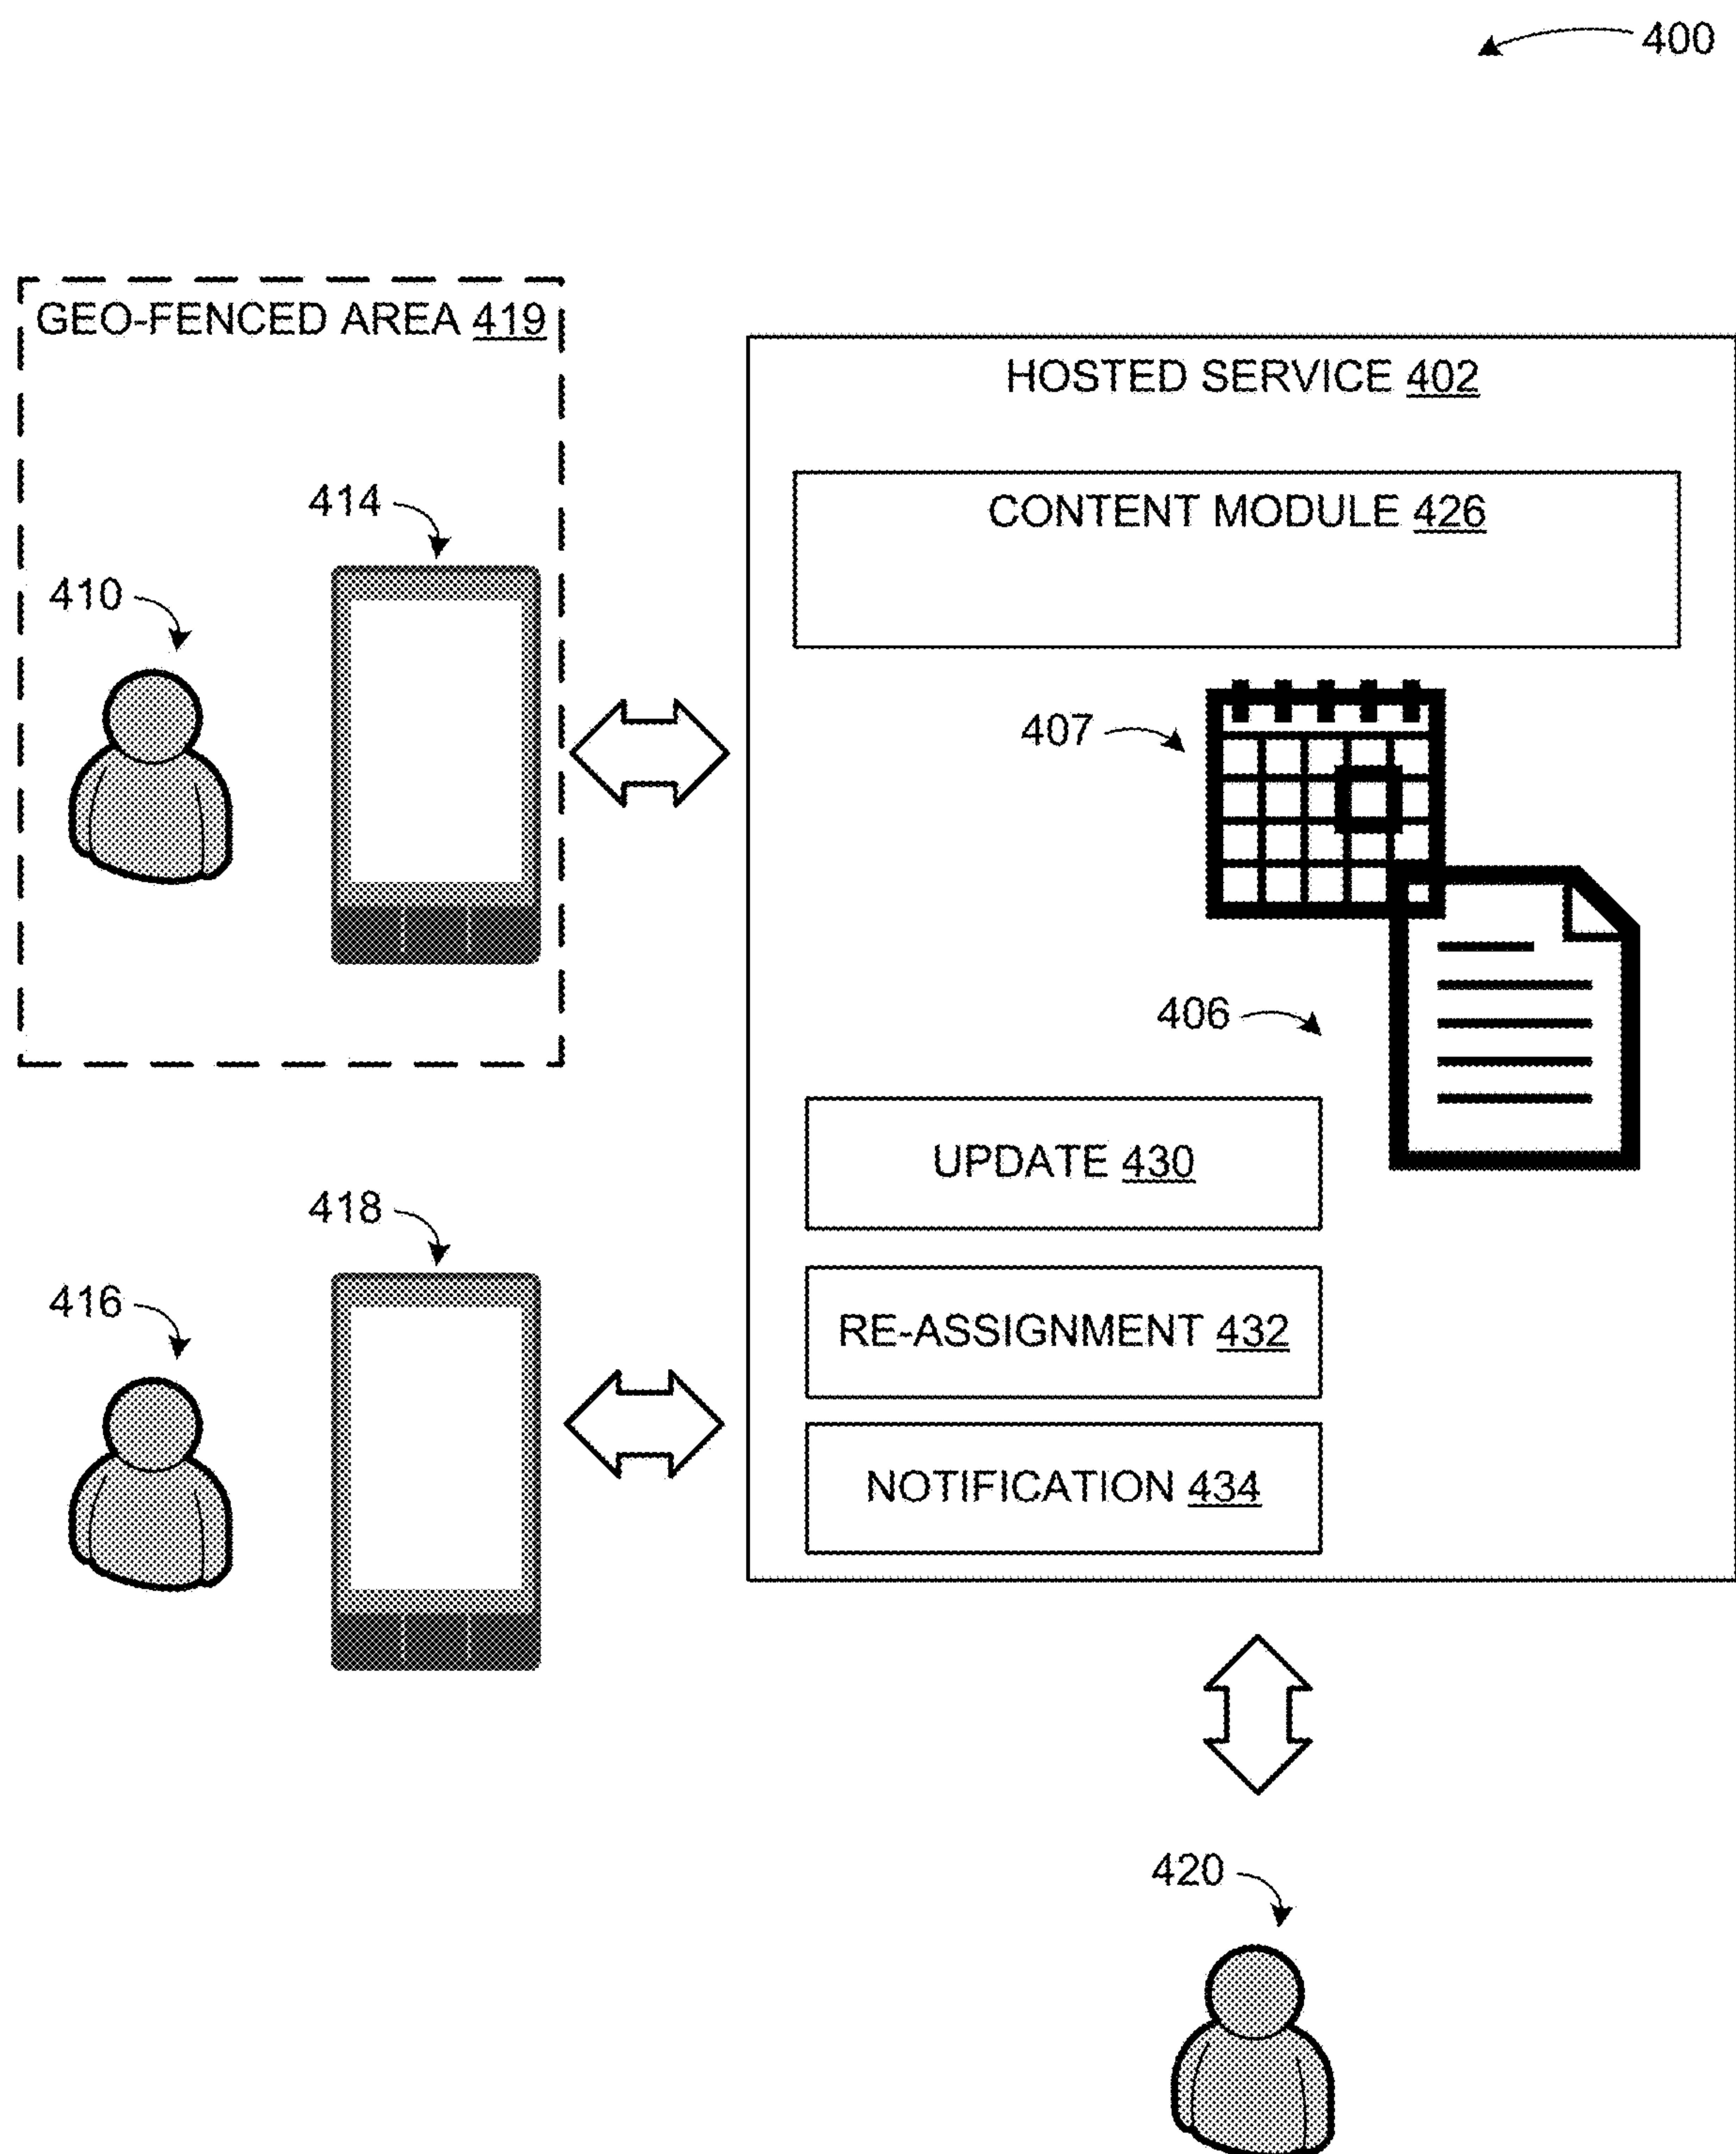 400
GEO-FENCED AREA 419
HOSTED SERVICE 402
CONTENT MODULE 426
414
410
407
406
UPDATE 430
418
RE-ASSIGNMENT 432
416
NOTIFICATION 434
420